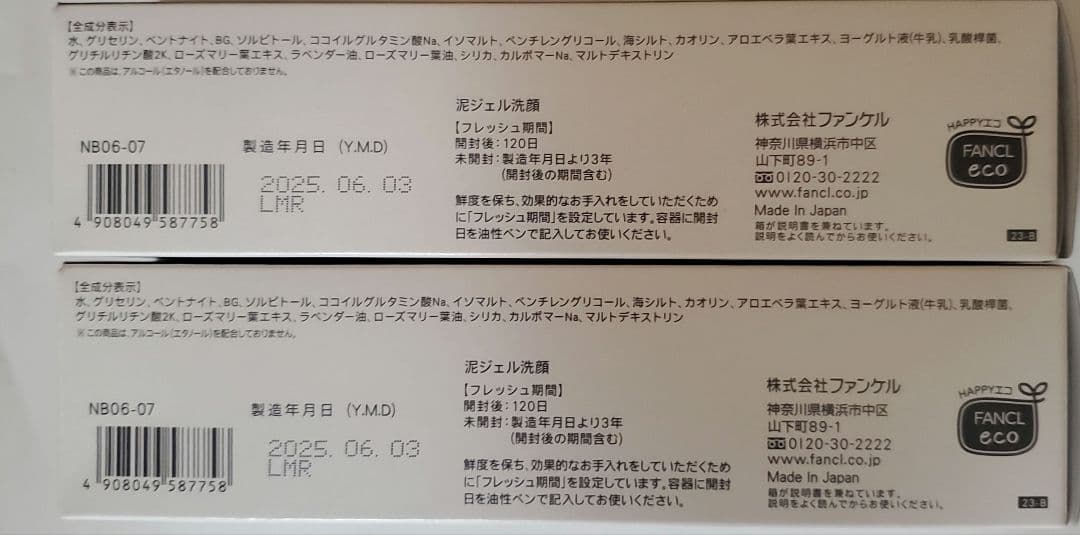 【全成分表示】
水、グリセリン、ベントナイト、BG、ソルビトール、ココイルグルタミン酸Na、イソマルト、ペンチレングリコール、海シルト、カオリン、アロエベラ葉エキス、ヨーグルト液(牛乳)、乳酸桿菌、
グリチルリチン酸2K、ローズマリー葉エキス、ラベンダー油、ローズマリー葉油、シリカ、カルボマーNa、マルトデキストリン
※この商品は、アルコール(エタノール)を配合しておりません。
NB06-07
4 908049 587758
製造年月日 (Y.M.D)
2025. 06. 03
LMR
泥ジェル洗顔
【フレッシュ期間】
開封後:120日
未開封:製造年月日より3年
(開封後の期間含む)
鮮度を保ち、効果的なお手入れをしていただくため
に「フレッシュ期間」を設定しています。容器に開封
日を油性ペンで記入してお使いください。
株式会社ファンケル
神奈川県横浜市中区
山下町89-1
0120-30-2222
www.fancl.co.jp
Made In Japan
箱が説明書を兼ねています。
説明をよく読んでからお使いください。
HAPPYエコ
FANCL
eco
23-B
【全成分表示】
水、グリセリン、ベントナイト、BG、ソルビトール、ココイルグルタミン酸Na、イソマルト、ペンチレングリコール、海シルト、カオリン、アロエベラ葉エキス、ヨーグルト液(牛乳)、乳酸桿菌、
グリチルリチン酸2K、ローズマリー葉エキス、ラベンダー油、ローズマリー葉油、シリカ、カルボマーNa、マルトデキストリン
※この商品は、アルコール(エタノール)を配合しておりません。
NB06-07
4 908049 587758
製造年月日 (Y.M.D)
2025. 06. 03
LMR
泥ジェル洗顔
【フレッシュ期間】
開封後:120日
未開封:製造年月日より3年
(開封後の期間含む)
鮮度を保ち、効果的なお手入れをしていただくため
に「フレッシュ期間」を設定しています。容器に開封
日を油性ペンで記入してお使いください。
株式会社ファンケル
神奈川県横浜市中区
山下町89-1
0120-30-2222
www.fancl.co.jp
Made In Japan
箱が説明書を兼ねています。
説明をよく読んでからお使いください。
HAPPYエコ
FANCL
eco
23-B